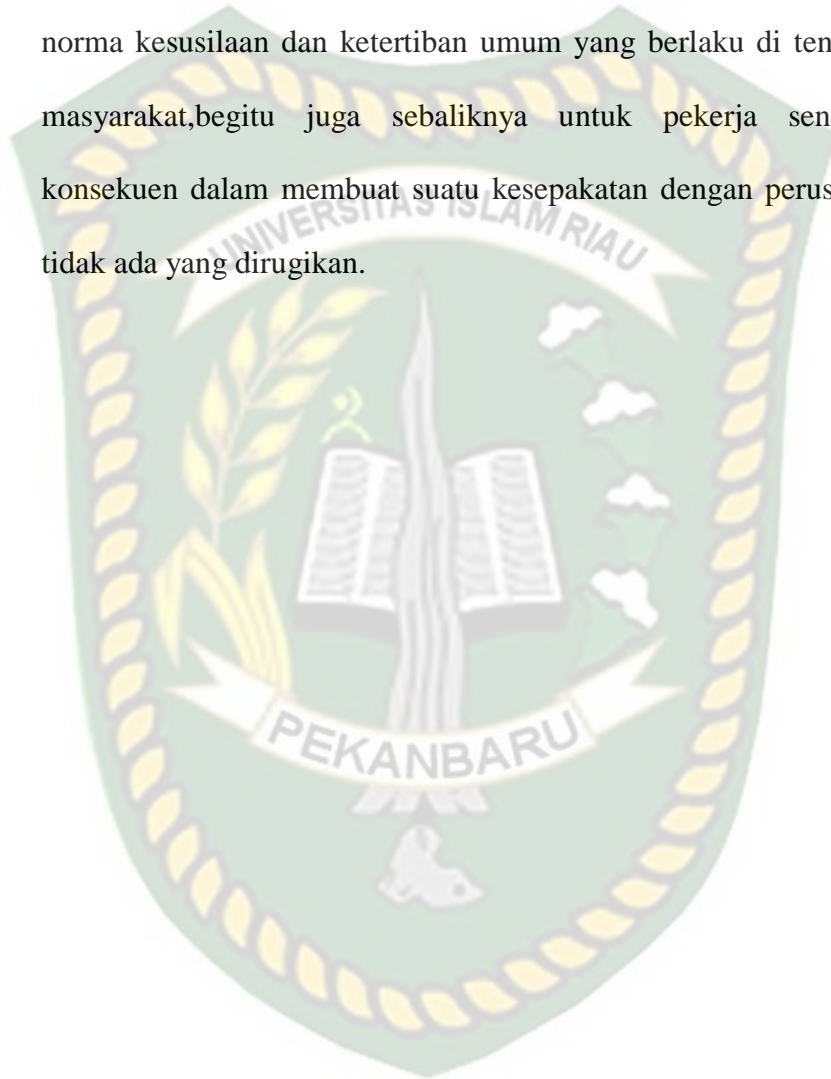 norma kesusilaan dan ketertiban umum yang berlaku di ten
masyarakat,begitu juga sebaliknya untuk pekerja sen
konsekuen dalam membuat suatu kesepakatan dengan perus
UNIVERSITAS ISLAM RIAU
tidak ada yang dirugikan.
PEKANBARU